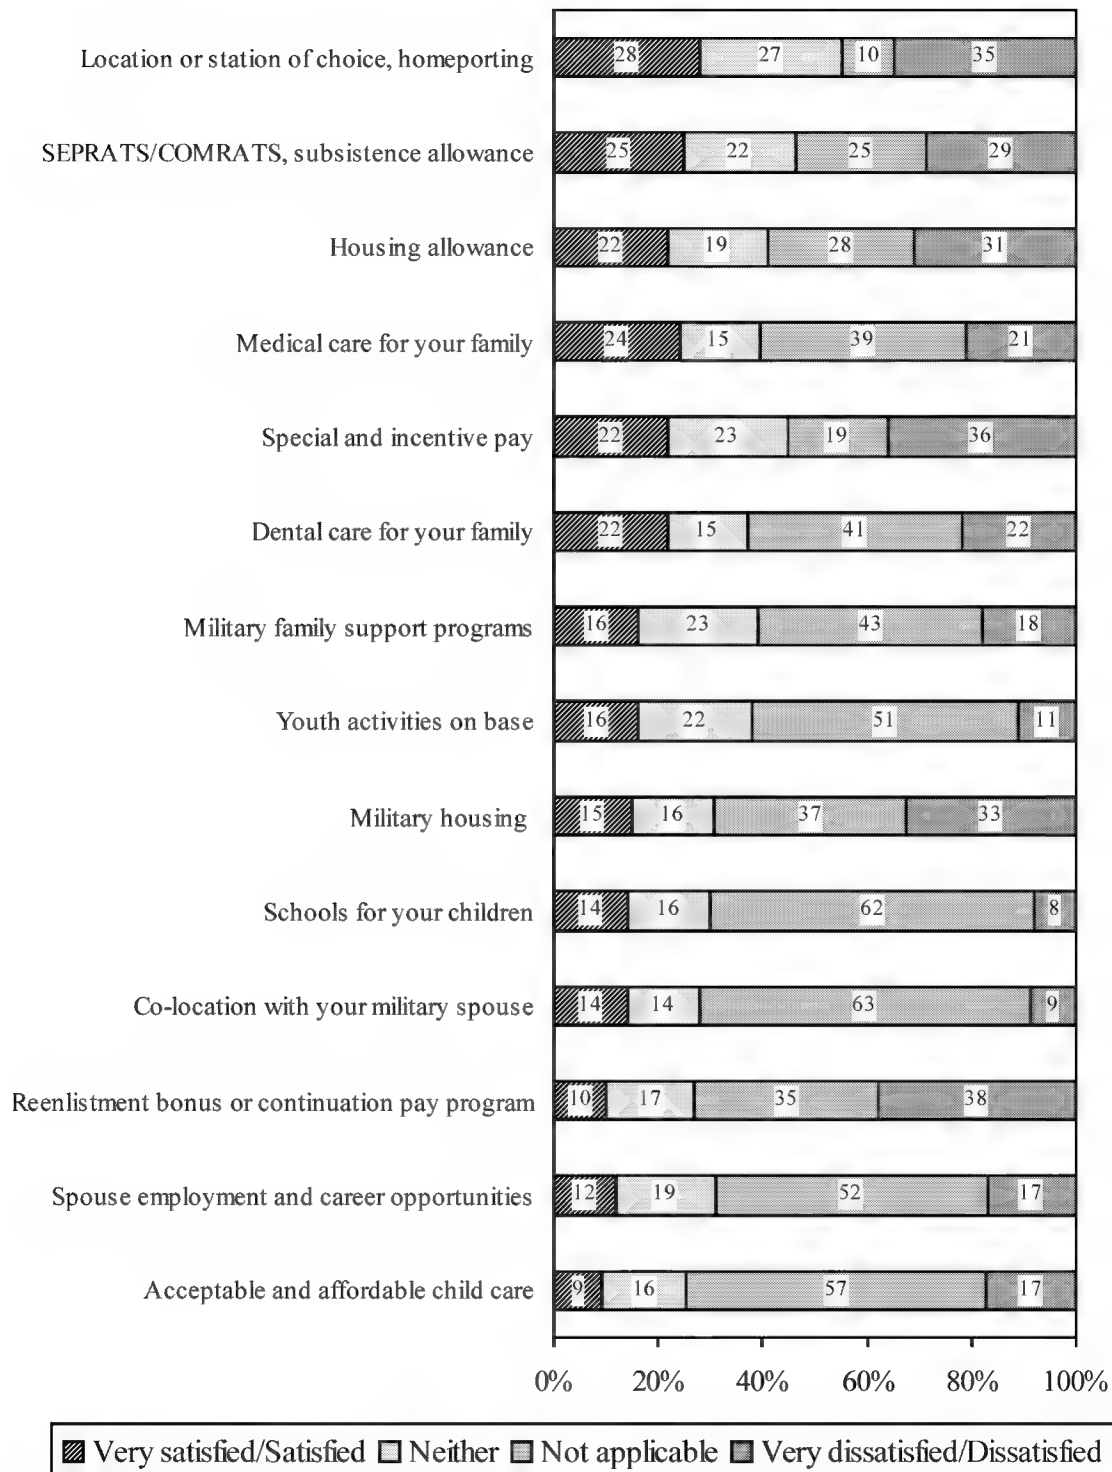 Location or station of choice, homeporting 28 27 10 35
SEPRATS/COMRATS, subsistence allowance 25 22 25 29
Housing allowance 22 19 28 31
Medical care for your family 24 15 39 21
Special and incentive pay 22 23 19 36
Dental care for your family 22 15 41 22
Military family support programs 16 23 43 18
Youth activities on base 16 22 51 11
Military housing 15 16 37 33
Schools for your children 14 16 62 8
Co-location with your military spouse 14 14 63 9
Reenlistment bonus or continuation pay program 10 17 35 38
Spouse employment and career opportunities 12 19 52 17
Acceptable and affordable child care 9 16 57 17
0% 20% 40% 60% 80% 100%
Very satisfied/Satisfied Neither Not applicable Very dissatisfied/Dissatisfied